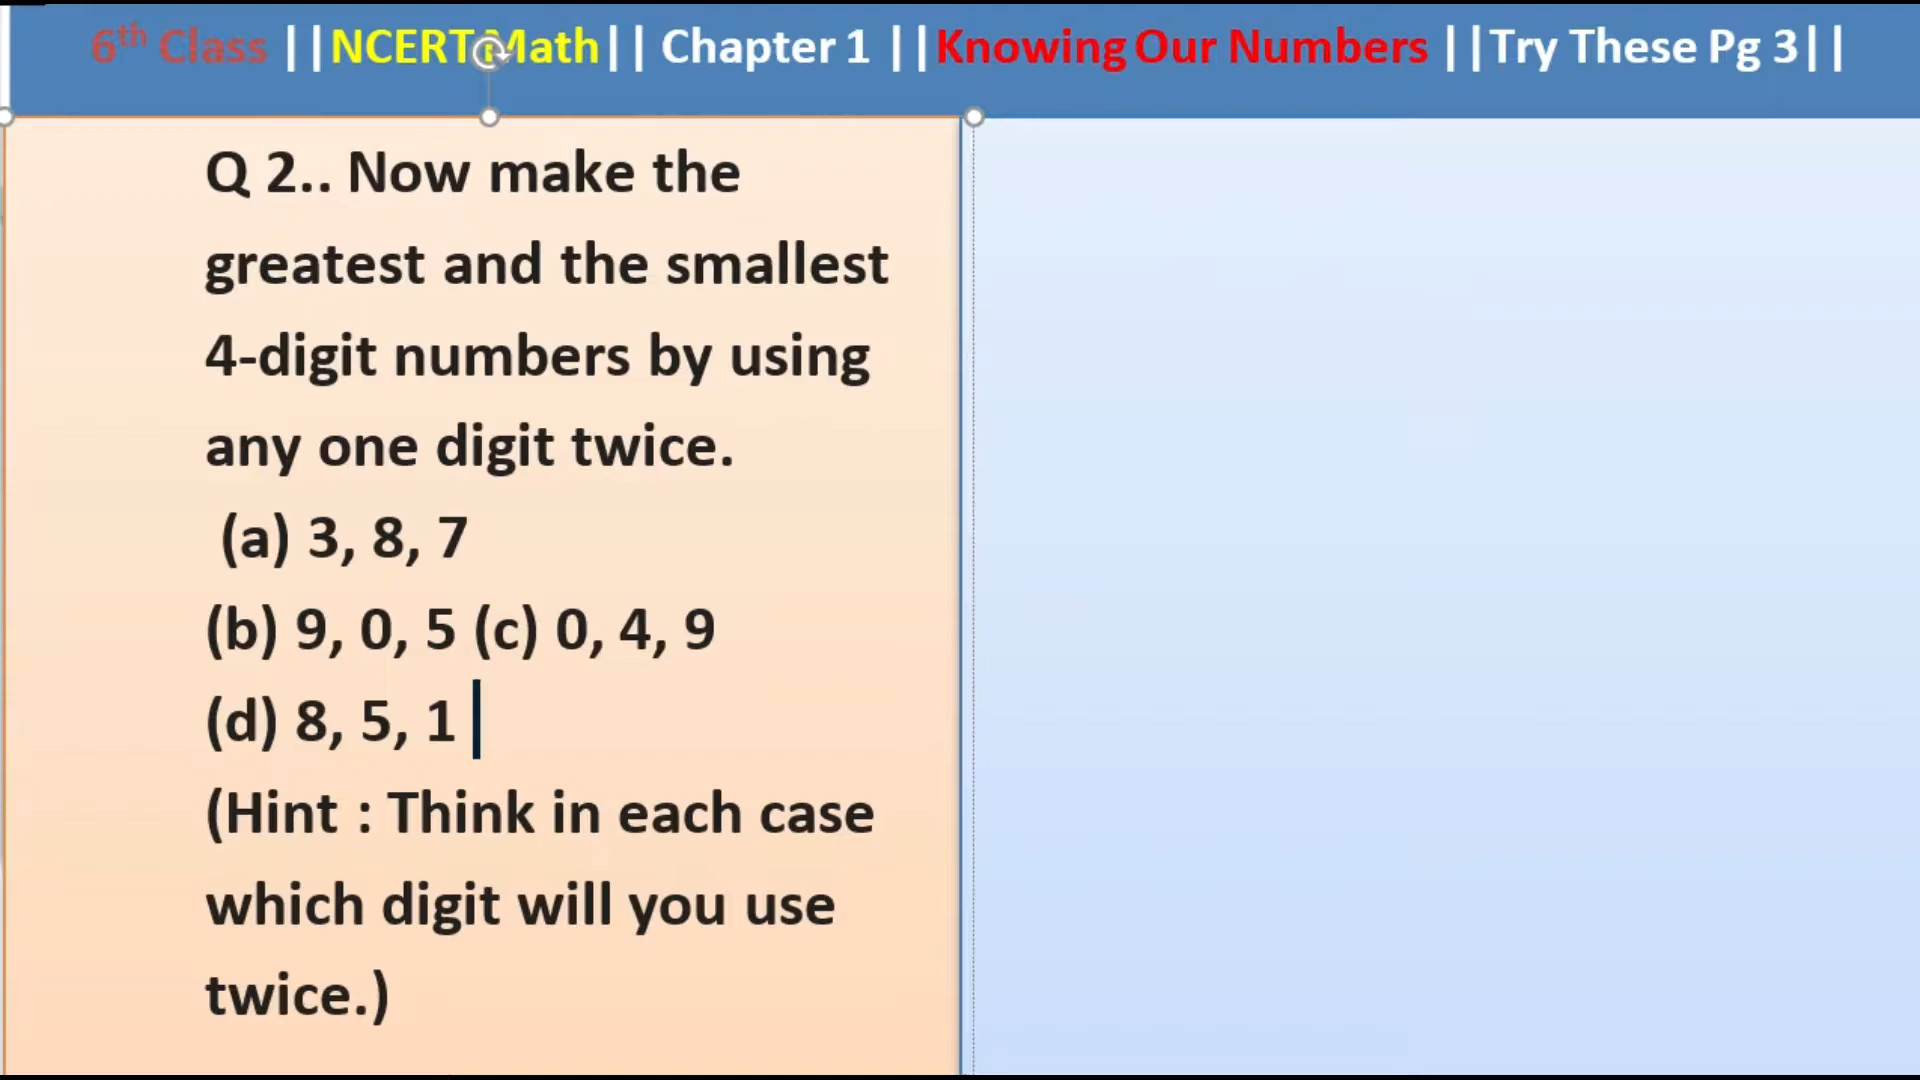 6th Class ||NCERT Math|| Chapter 1 ||Knowing Our Numbers ||Try These Pg 3||
Q 2.. Now make the
greatest and the smallest
4-digit numbers by using
any one digit twice.
(a) 3, 8, 7
(b) 9, 0, 5 (c) 0, 4, 9
(d) 8, 5, 1
(Hint : Think in each case
which digit will you use
twice.)